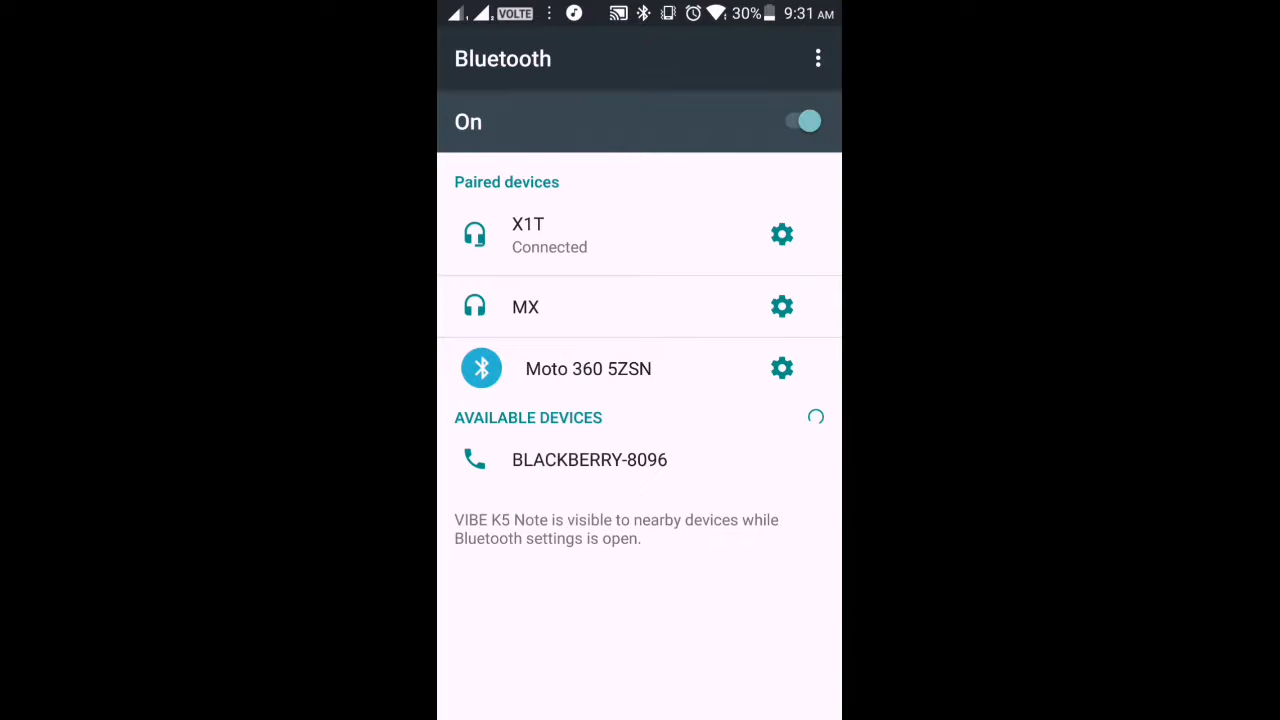 VOLTE 30% 9:31 AM
Bluetooth
On
Paired devices
X1T
Connected
MX
Moto 360 5ZSN
AVAILABLE DEVICES
BLACKBERRY-8096
VIBE K5 Note is visible to nearby devices while
Bluetooth settings is open.